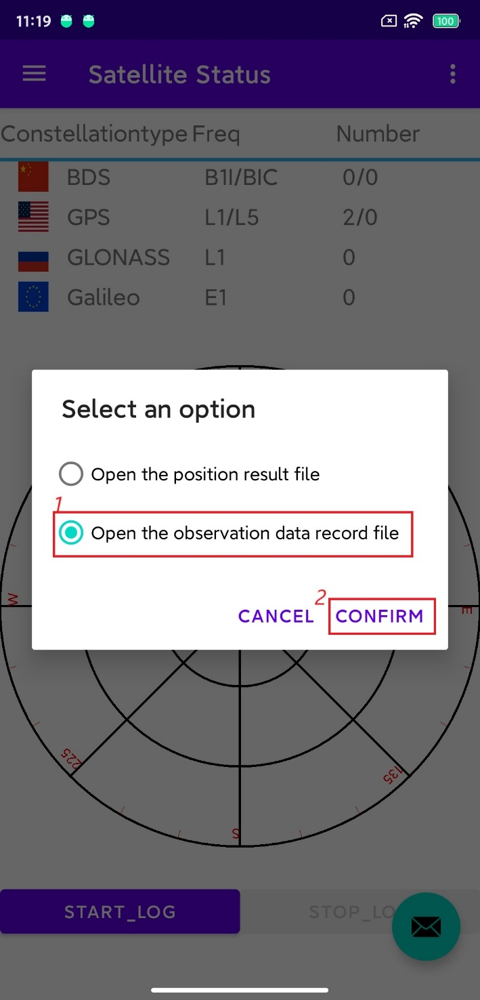 11:19 100
Satellite Status
Constellationtype Freq Number
BDS B1I/BIC 0/0
GPS L1/L5 2/0
GLONASS L1 0
Galileo E1 0
Select an option
Open the position result file
1
Open the observation data record file
2
CANCEL CONFIRM
W
E
225
135
S
START_LOG STOP_LO